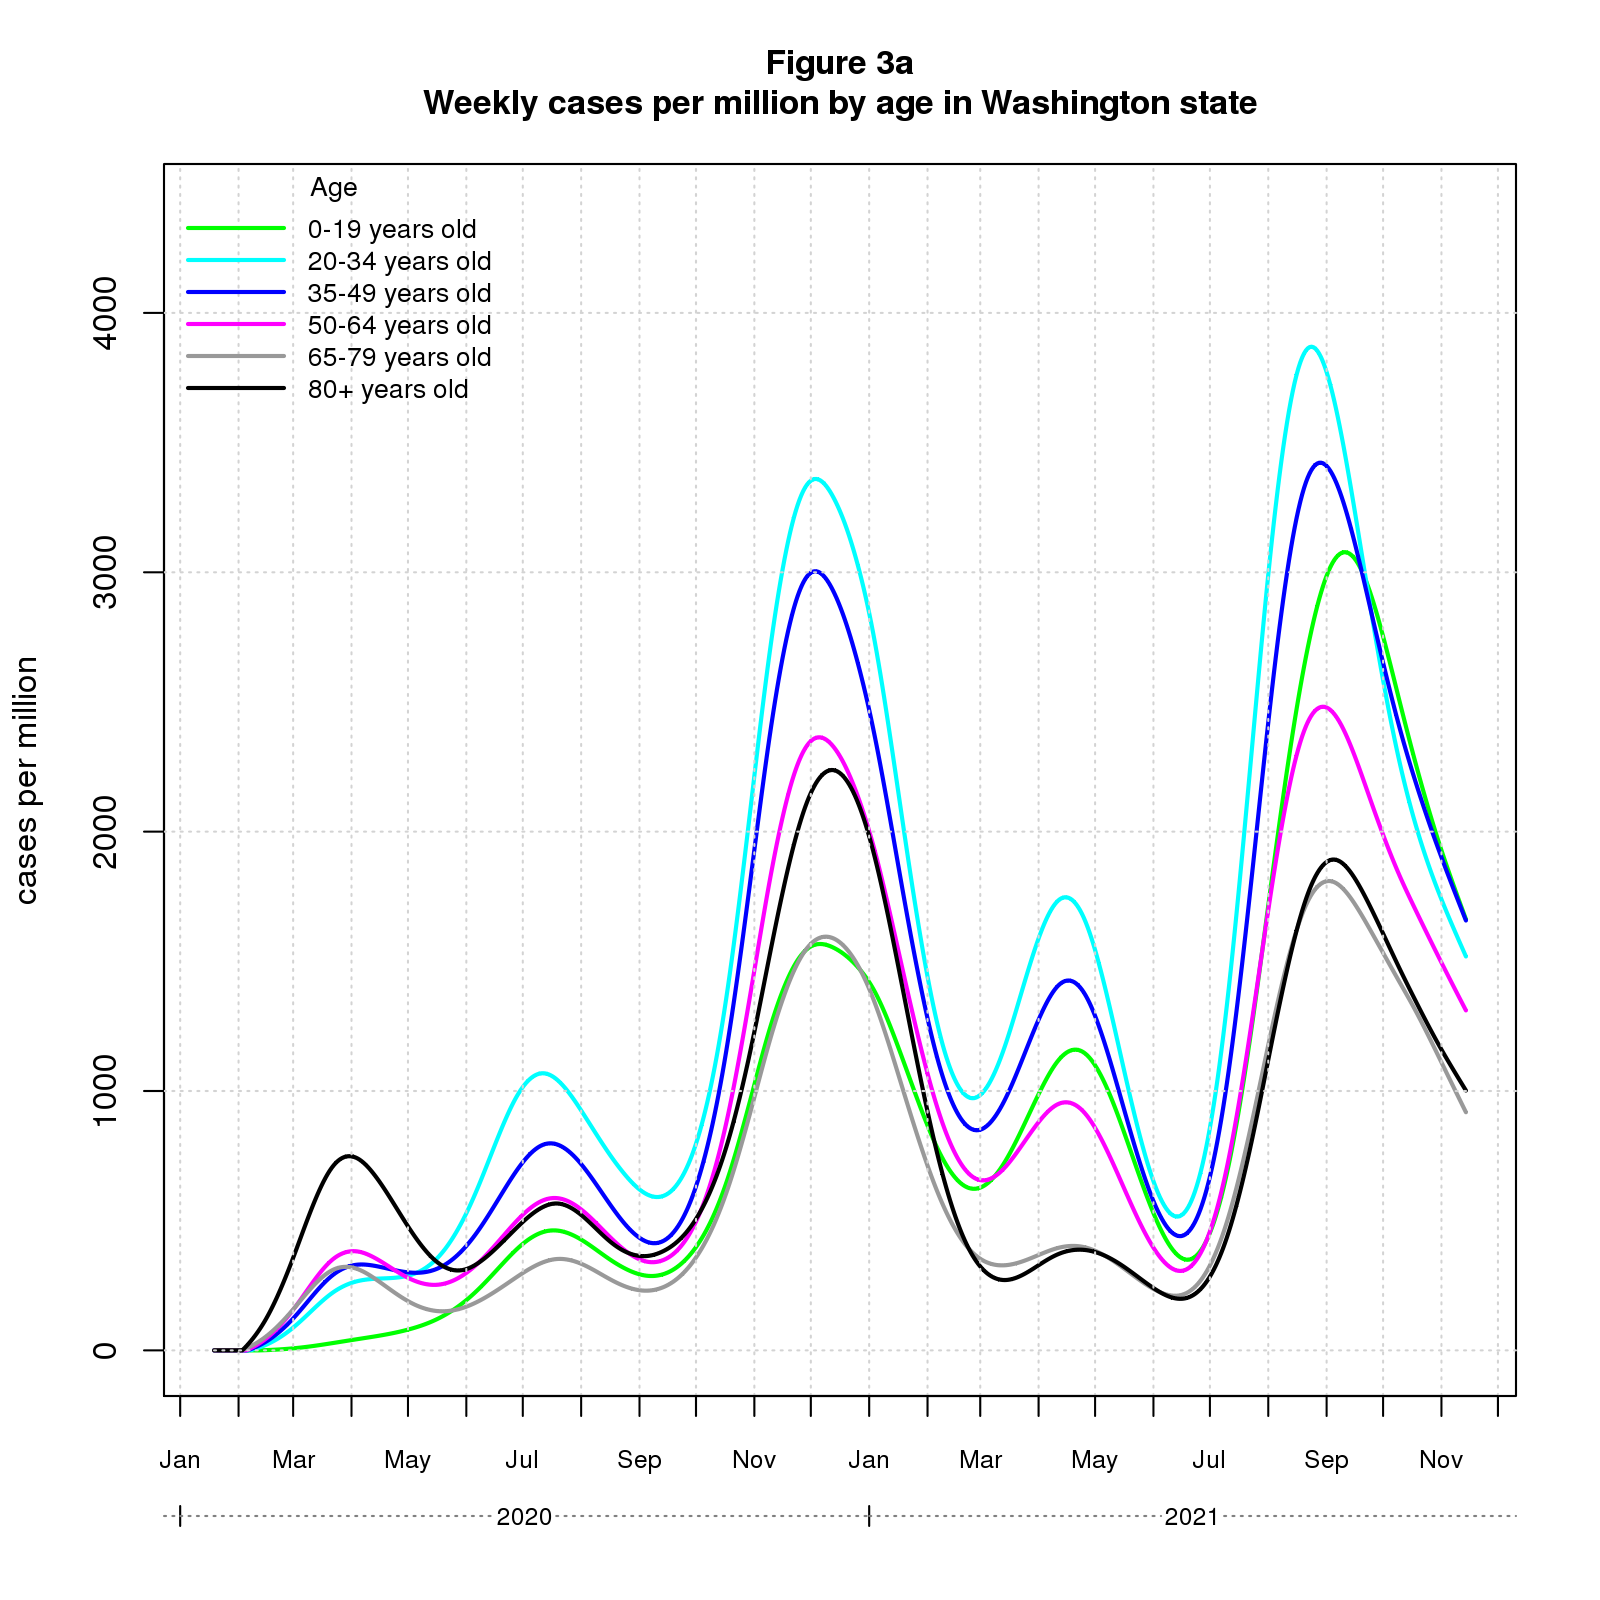 Figure 3a
Weekly cases per million by age in Washington state
Age
0-19 years old
20-34 years old
35-49 years old
50-64 years old
65-79 years old
80+ years old
cases per million
4000
3000
2000
1000
0
Jan Mar May Jul Sep Nov Jan Mar May Jul Sep Nov
2020 2021